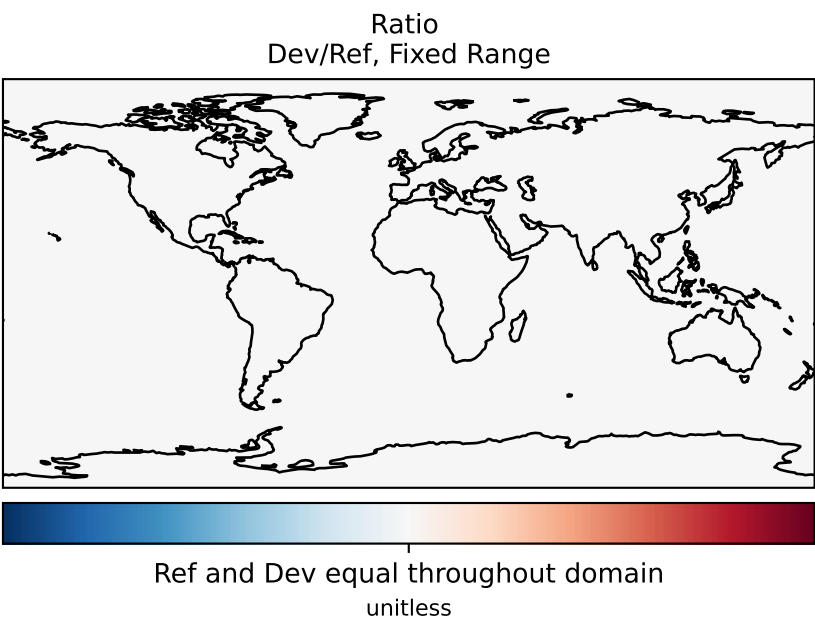 Ratio
Dev/Ref, Fixed Range
Ref and Dev equal throughout domain
unitless